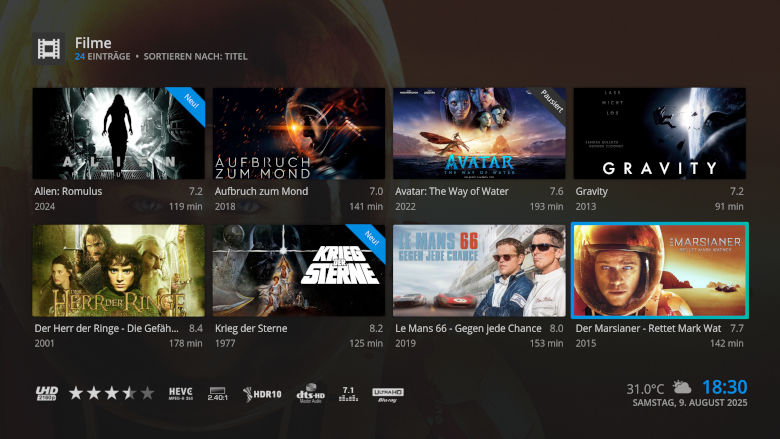 Filme
24 EINTRÄGE • SORTIEREN NACH: TITEL
Neu!
ALIEN
AUFBRUCH
ZUM MOND
Pausiert
AVATAR
THE WAY OF WATER
LASS
NICHT
LOS
SANDRA BULLOCK
GEORGE CLOONEY
GRAVITY
Alien: Romulus 7.2
2024 119 min
Aufbruch zum Mond 7.0
2018 141 min
Avatar: The Way of Water 7.6
2022 193 min
Gravity 7.2
2013 91 min
DER
HERR DER RINGE
Neu!
KRIEG
DER
STERNE
LE MANS 66
GEGEN JEDE CHANCE
DER MARSIANER
RETTET MARK WATNEY
Der Herr der Ringe - Die Gefäh... 8.4
2001 178 min
Krieg der Sterne 8.2
1977 125 min
Le Mans 66 - Gegen jede Chance 8.0
2019 153 min
Der Marsianer - Rettet Mark Wat 7.7
2015 142 min
UHD
2160p
HEVC
MPEG-H 265
2.40:1
HDR10
dts-HD
Master Audio
7.1
ULTRA HD
Blu-ray
31.0°C 18:30
SAMSTAG, 9. AUGUST 2025